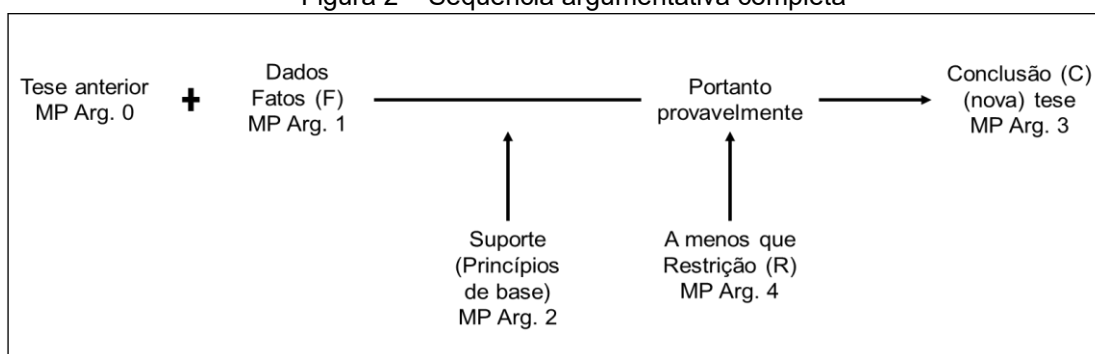 Figura 2 – Sequência argumentativa completa
Tese anterior
MP Arg. 0
+
Dados
Fatos (F)
MP Arg. 1
Portanto
provavelmente
Conclusão (C)
(nova) tese
MP Arg. 3
Suporte
(Princípios
de base)
MP Arg. 2
A menos que
Restrição (R)
MP Arg. 4